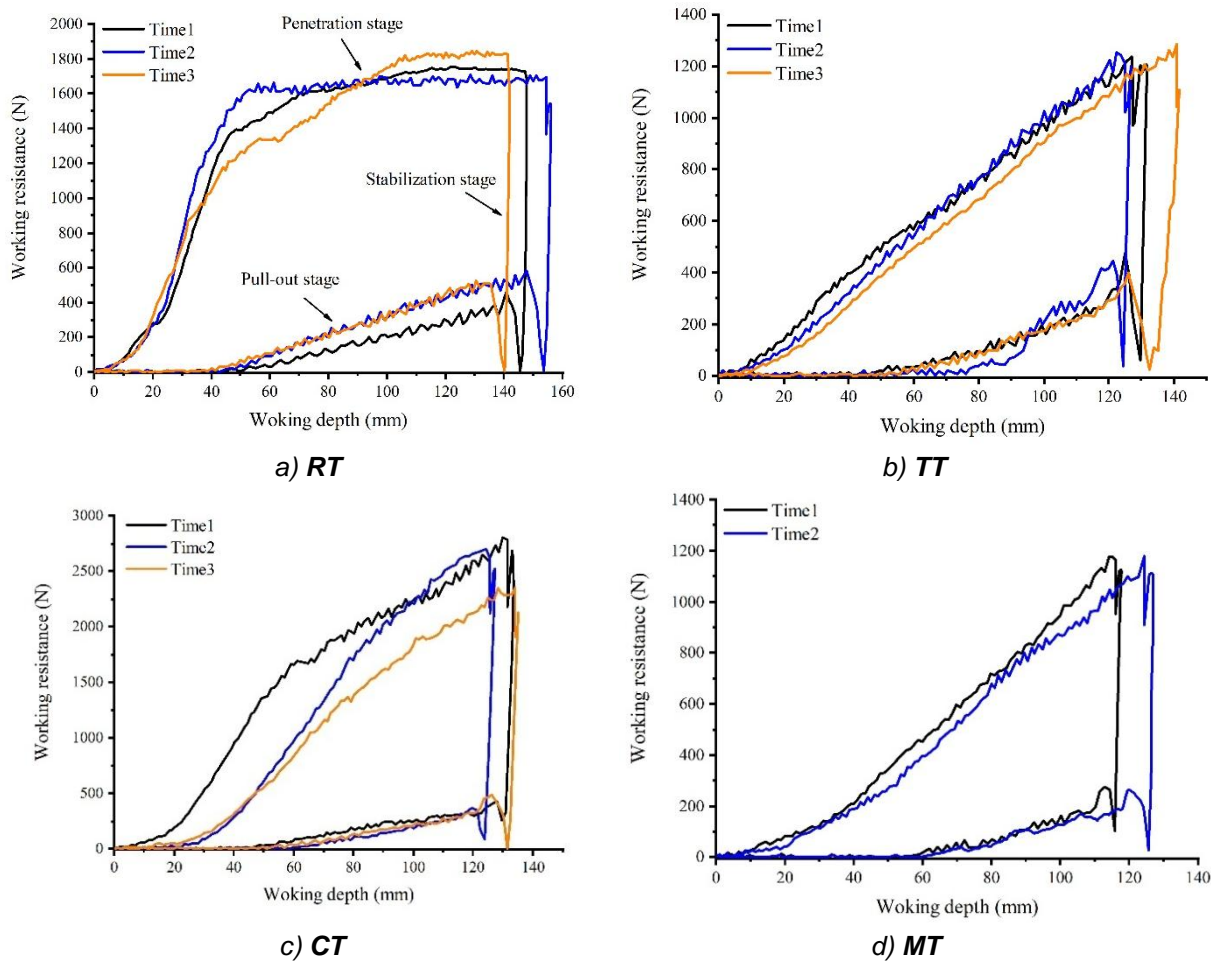 2000
1800
1600
1400
1200
1000
800
600
400
200
0
Working resistance (N)
Time1
Time2
Time3
Penetration stage
Stabilization stage
Pull-out stage
0 20 40 60 80 100 120 140 160
Woking depth (mm)
a) RT
1400
1200
1000
800
600
400
200
0
Working resistance (N)
Time1
Time2
Time3
0 20 40 60 80 100 120 140
Woking depth (mm)
b) TT
3000
2500
2000
1500
1000
500
0
Working resistance (N)
Time1
Time2
Time3
0 20 40 60 80 100 120 140
Woking depth (mm)
c) CT
1400
1200
1000
800
600
400
200
0
Working resistance (N)
Time1
Time2
0 20 40 60 80 100 120 140
Woking depth (mm)
d) MT